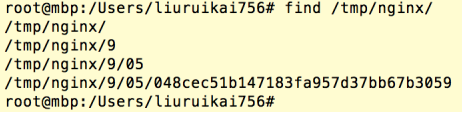 root@mbp:/Users/liuruikai756# find /tmp/nginx/
/tmp/nginx/
/tmp/nginx/9
/tmp/nginx/9/05
/tmp/nginx/9/05/048cec51b147183fa957d37bb67b3059
root@mbp:/Users/liuruikai756#